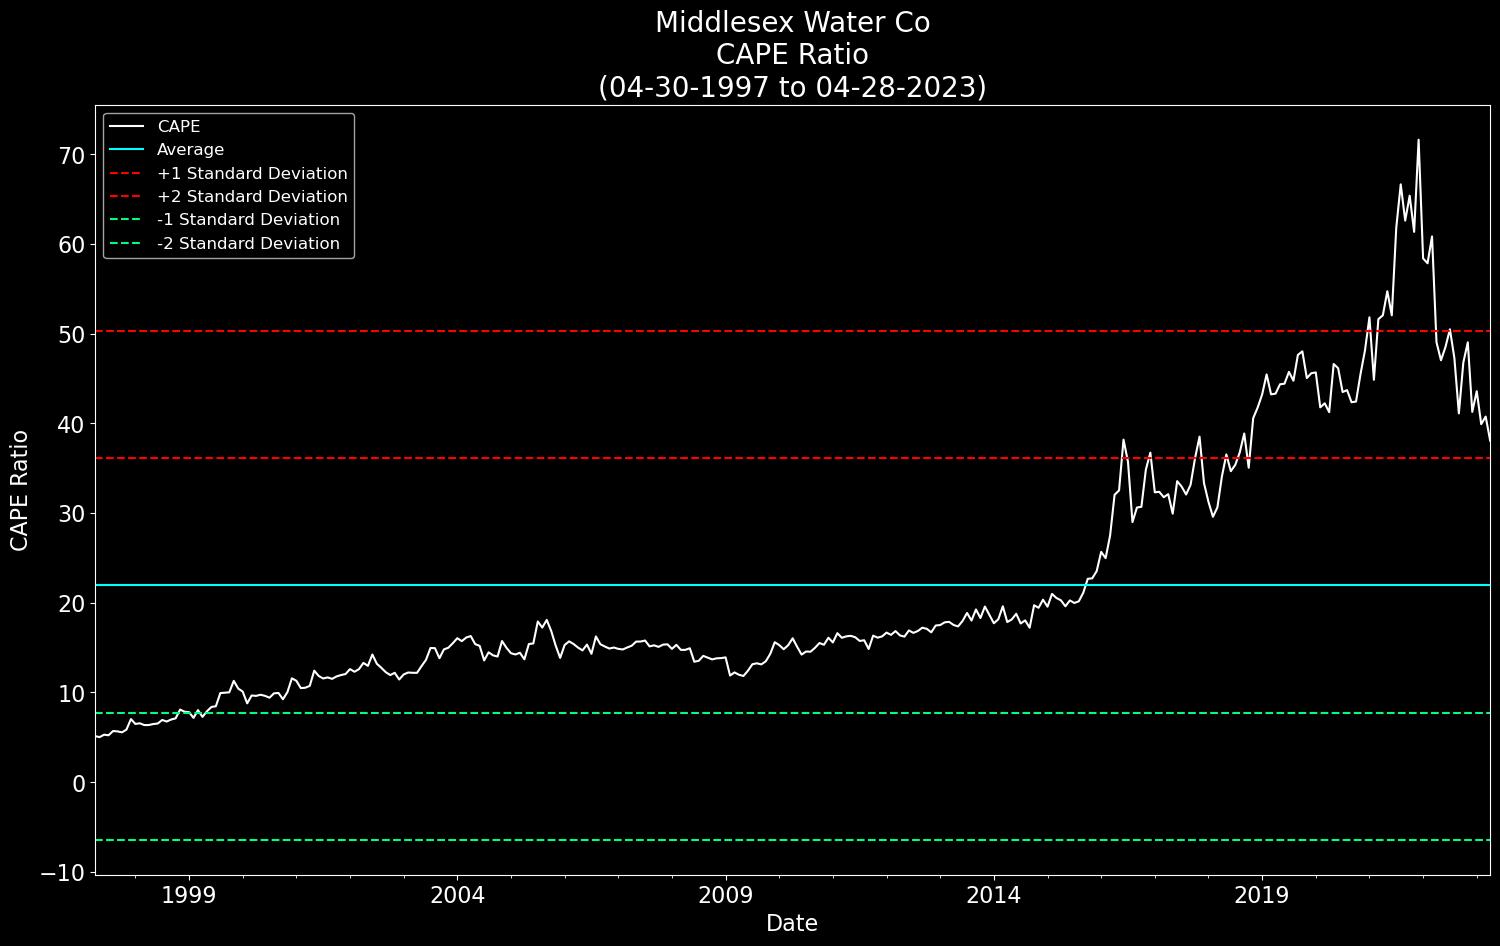 Middlesex Water Co
CAPE Ratio
(04-30-1997 to 04-28-2023)
CAPE
Average
+1 Standard Deviation
+2 Standard Deviation
-1 Standard Deviation
-2 Standard Deviation
CAPE Ratio
70
60
50
40
30
20
10
0
−10
1999 2004 2009 2014 2019
Date